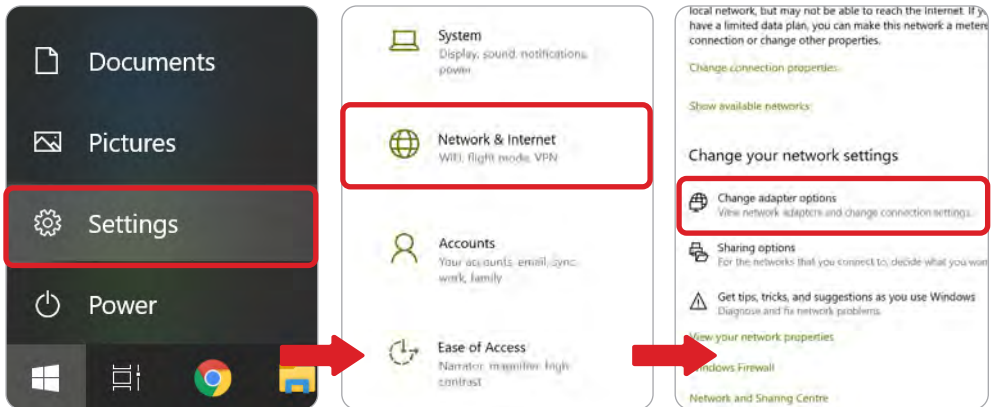 Documents
Pictures
Settings
Power
System
Display, sound, notifications,
power
Network & Internet
Wifi, flight mode, VPN
Accounts
Your accounts, email, sync,
work, family
Ease of Access
Narrator, magnifier, high
contrast
local network, but may not be able to reach the Internet. If y
have a limited data plan, you can make this network a metere
connection or change other properties.
Change connection properties
Show available networks
Change your network settings
Change adapter options
View network adapters and change connection settings.
Sharing options
For the networks that you connect to, decide what you wan
Get tips, tricks, and suggestions as you use Windows
Diagnose and fix network problems.
View your network properties
ndows Firewall
Network and Sharing Centre